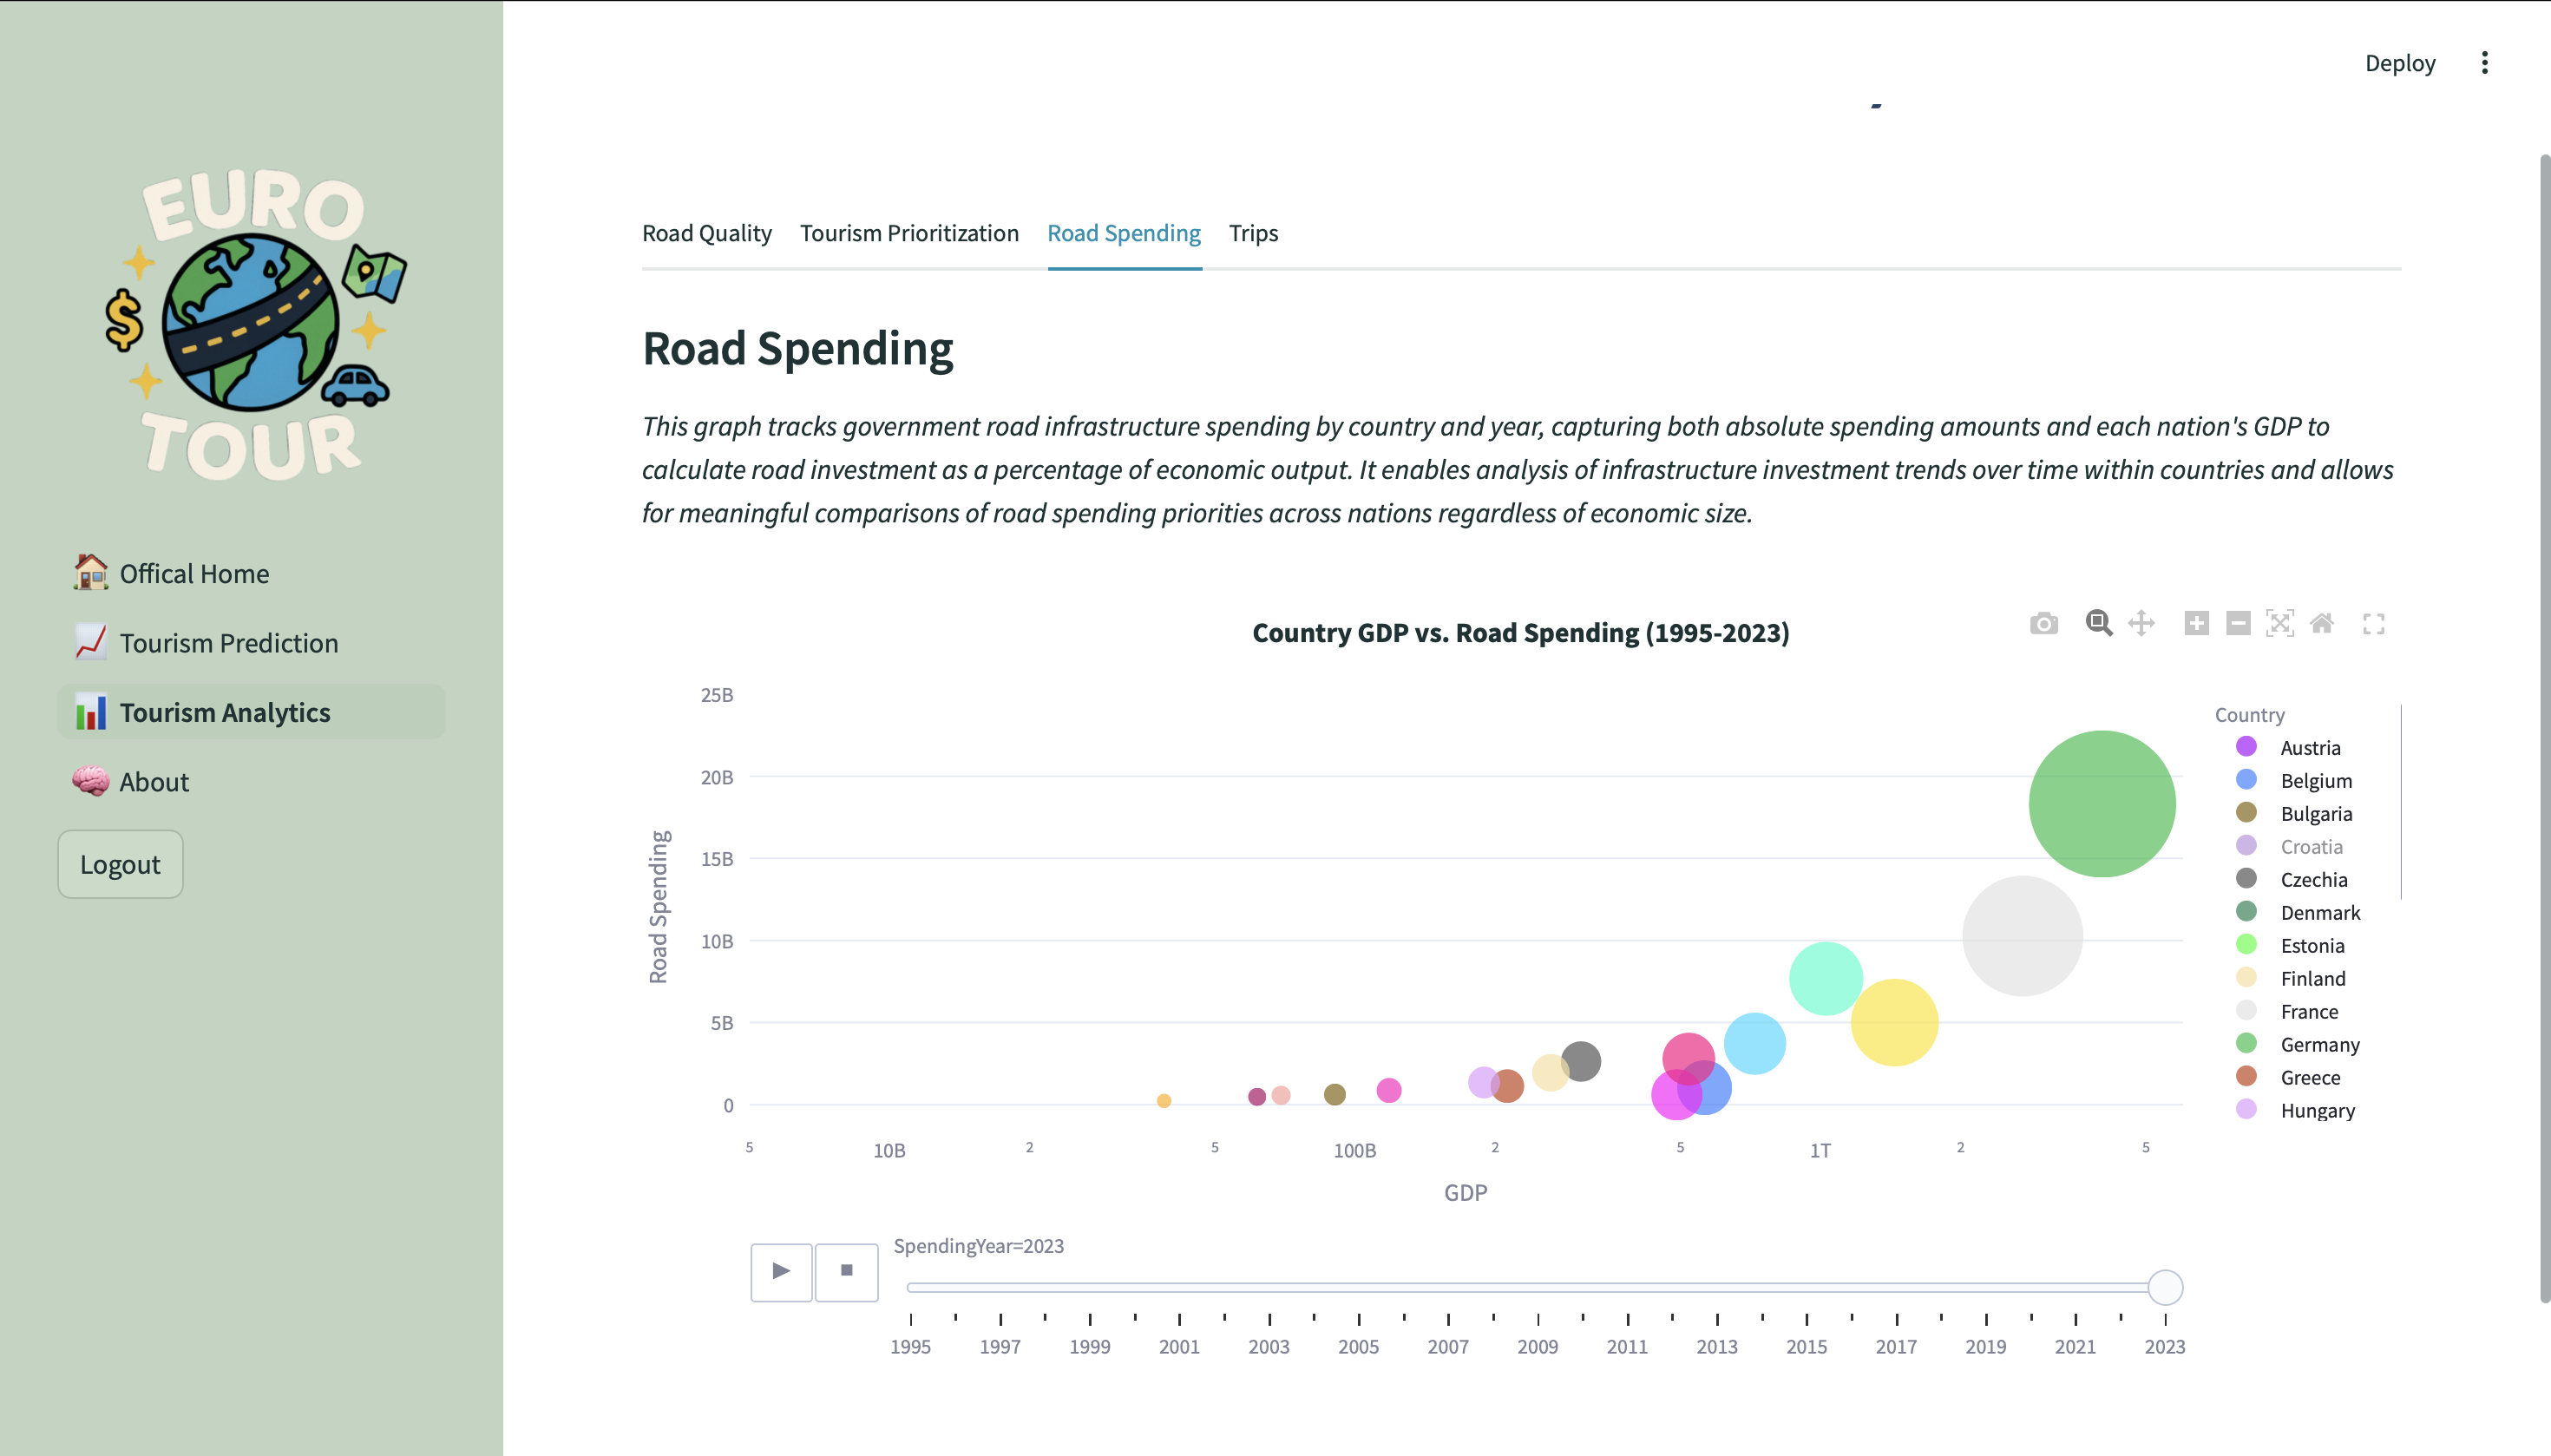 Deploy
EURO
$
TOUR
Offical Home
Tourism Prediction
Tourism Analytics
About
Logout
Road Quality Tourism Prioritization Road Spending Trips
Road Spending
This graph tracks government road infrastructure spending by country and year, capturing both absolute spending amounts and each nation's GDP to
calculate road investment as a percentage of economic output. It enables analysis of infrastructure investment trends over time within countries and allows
for meaningful comparisons of road spending priorities across nations regardless of economic size.
Country GDP vs. Road Spending (1995-2023)
25B
20B
15B
10B
5B
0
Road Spending
5 10B 2 5 100B 2 5 1T 2 5
GDP
Country
Austria
Belgium
Bulgaria
Croatia
Czechia
Denmark
Estonia
Finland
France
Germany
Greece
Hungary
SpendingYear=2023
1995 1997 1999 2001 2003 2005 2007 2009 2011 2013 2015 2017 2019 2021 2023